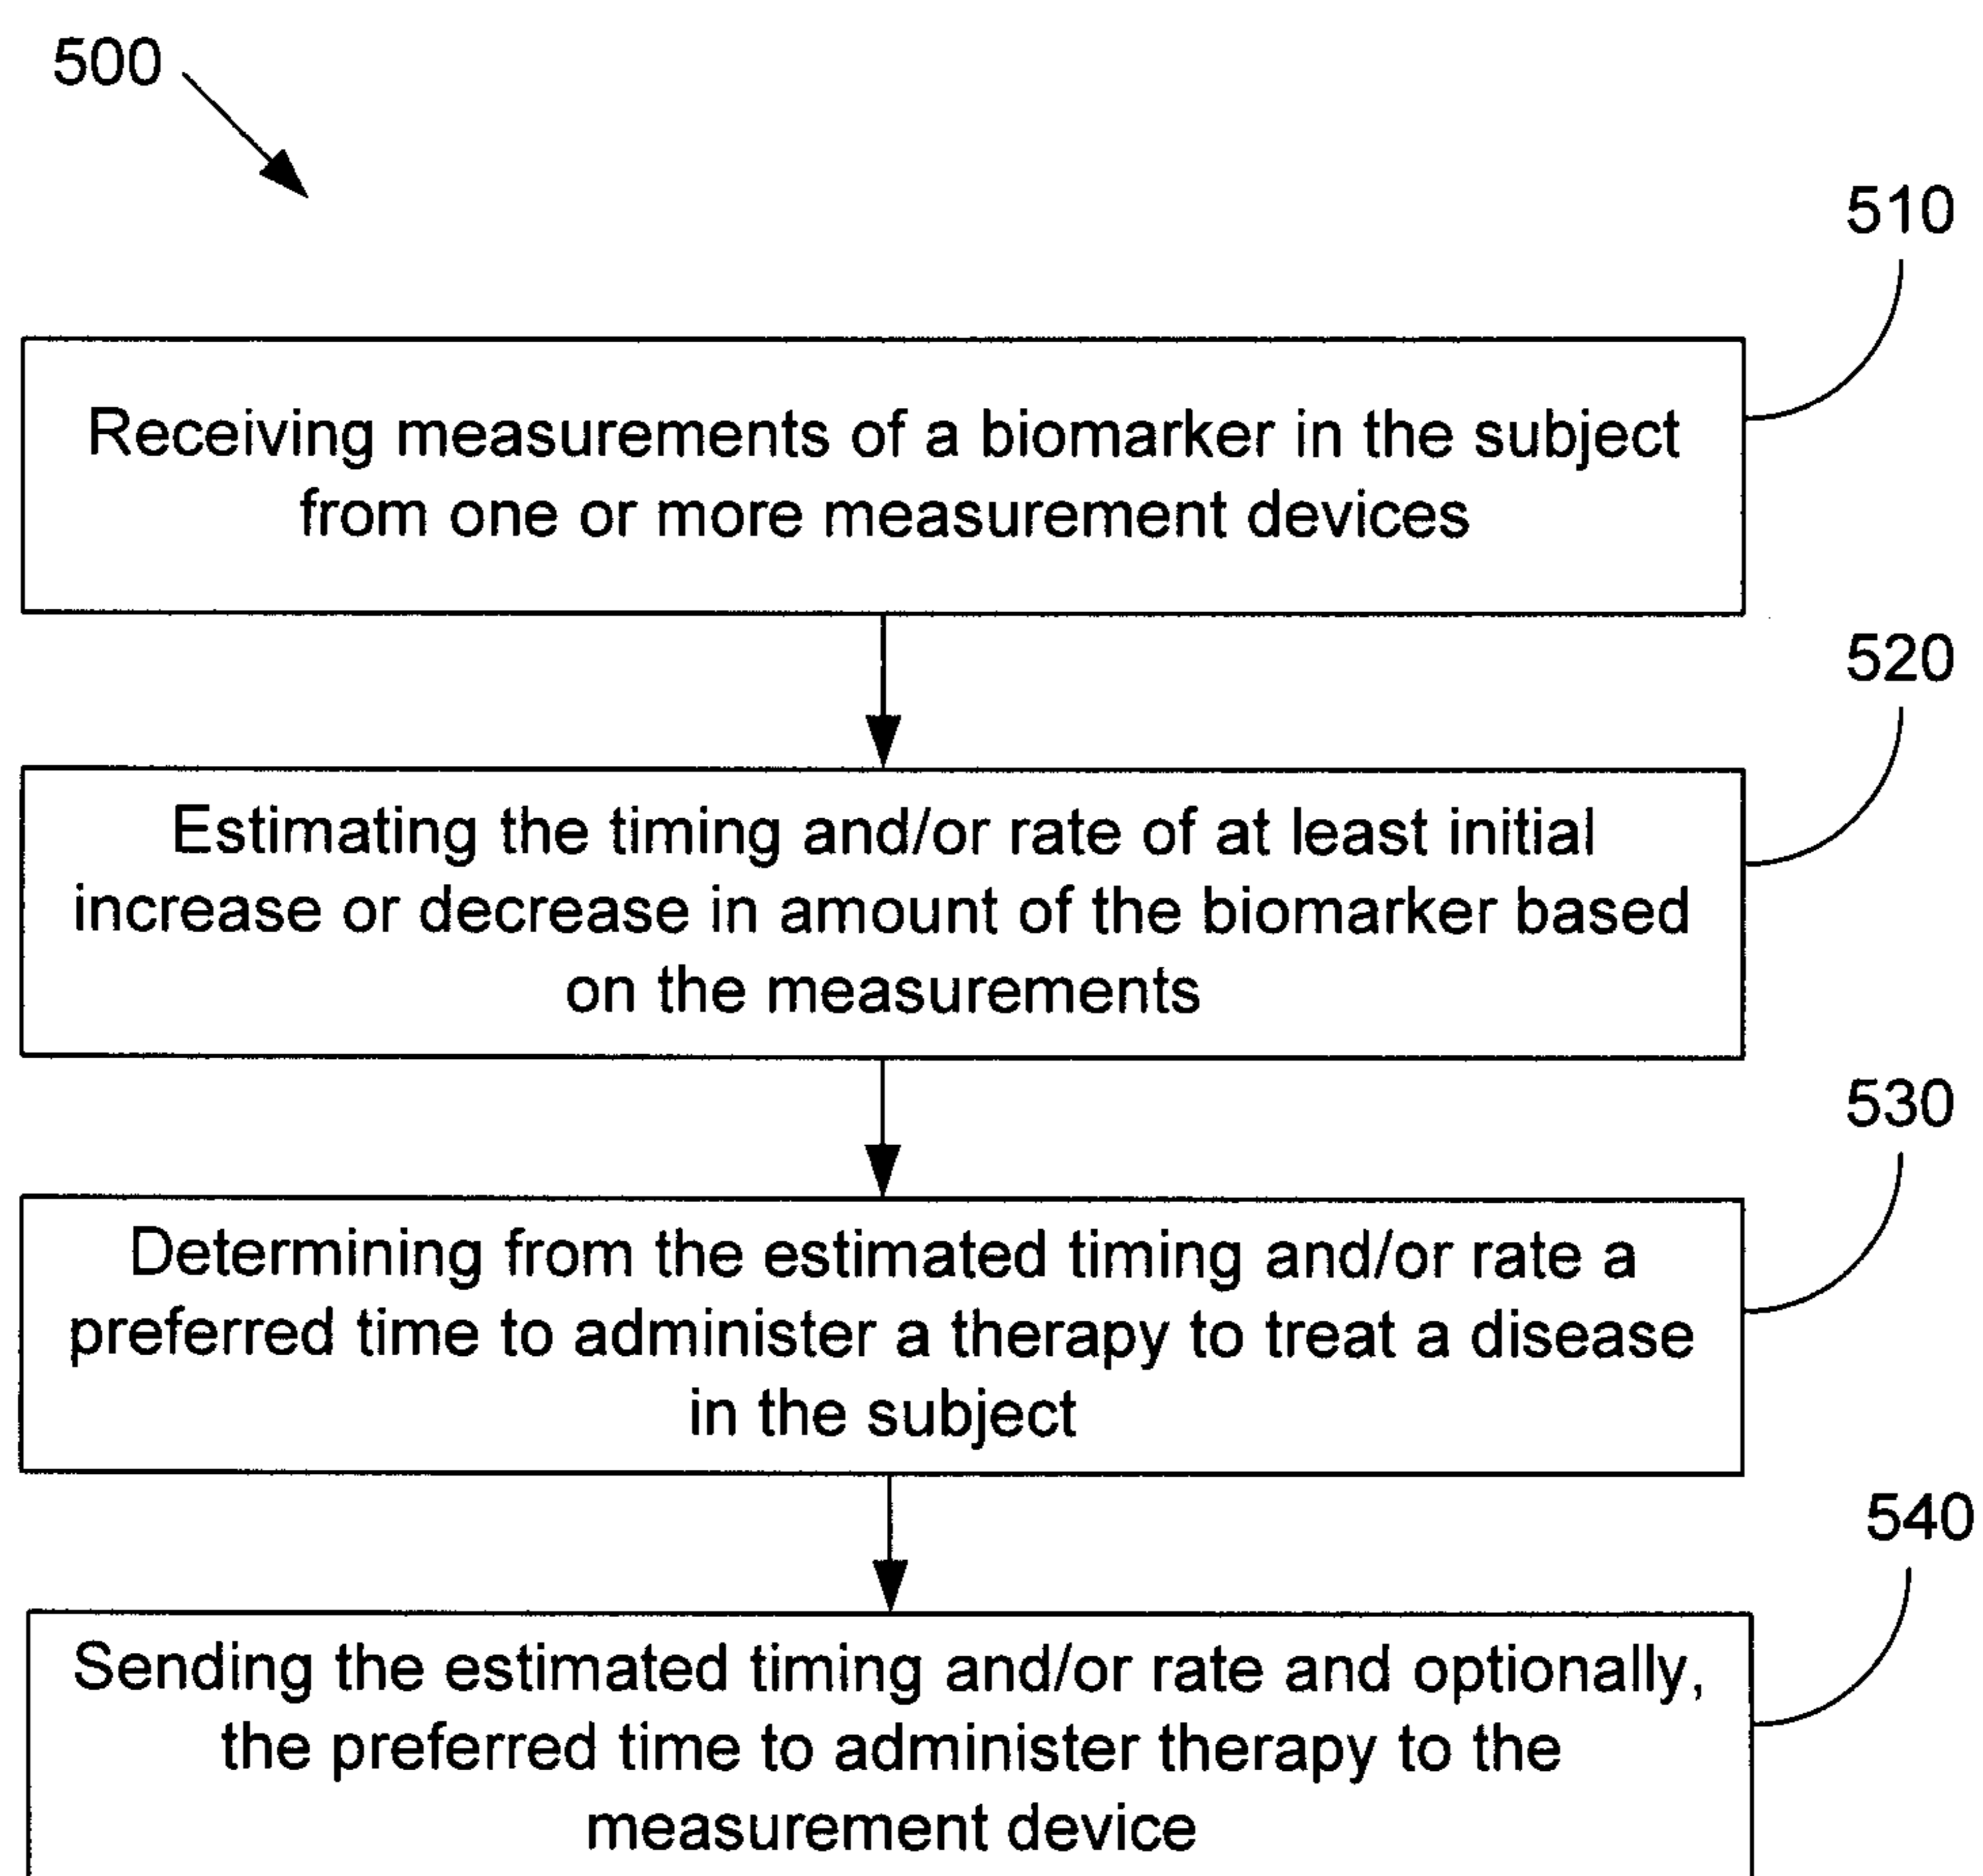 500
510
Receiving measurements of a biomarker in the subject
from one or more measurement devices
520
Estimating the timing and/or rate of at least initial
increase or decrease in amount of the biomarker based
on the measurements
530
Determining from the estimated timing and/or rate a
preferred time to administer a therapy to treat a disease
in the subject
540
Sending the estimated timing and/or rate and optionally,
the preferred time to administer therapy to the
measurement device